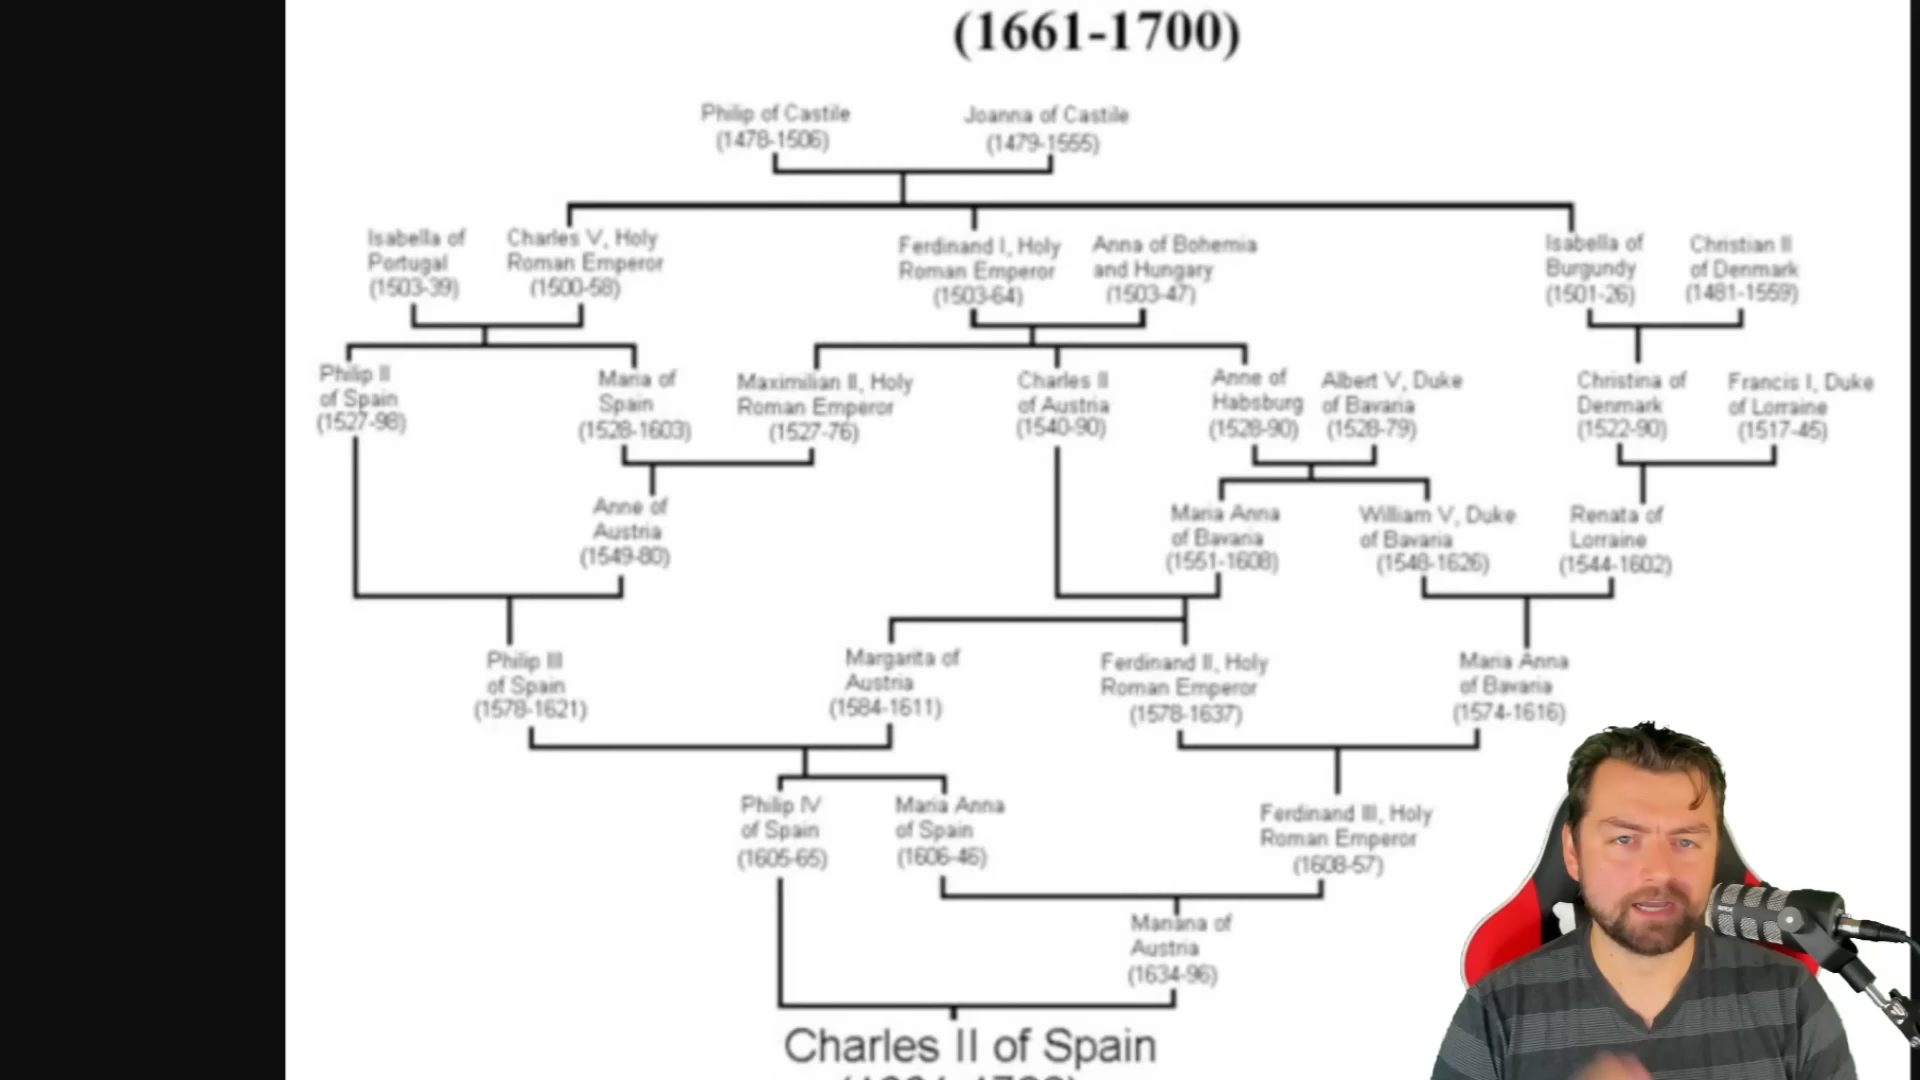 (1661-1700)
Philip of Castile
(1478-1506)
Joanna of Castile
(1479-1555)
Isabella of
Portugal
(1503-39)
Charles V, Holy
Roman Emperor
(1500-58)
Ferdinand I, Holy
Roman Emperor
(1503-64)
Anna of Bohemia
and Hungary
(1503-47)
Isabella of
Burgundy
(1501-26)
Christian II
of Denmark
(1481-1559)
Philip II
of Spain
(1527-98)
Maria of
Spain
(1528-1603)
Maximilian II, Holy
Roman Emperor
(1527-76)
Charles II
of Austria
(1540-90)
Anne of
Habsburg
(1528-90)
Albert V, Duke
of Bavaria
(1528-79)
Christina of
Denmark
(1522-90)
Francis I, Duke
of Lorraine
(1517-45)
Anne of
Austria
(1549-80)
Maria Anna
of Bavaria
(1551-1608)
William V, Duke
of Bavaria
(1548-1626)
Renata of
Lorraine
(1544-1602)
Philip III
of Spain
(1578-1621)
Margarita of
Austria
(1584-1611)
Ferdinand II, Holy
Roman Emperor
(1578-1637)
Maria Anna
of Bavaria
(1574-1616)
Philip IV
of Spain
(1605-65)
Maria Anna
of Spain
(1606-46)
Ferdinand III, Holy
Roman Emperor
(1608-57)
Mariana of
Austria
(1634-96)
Charles II of Spain